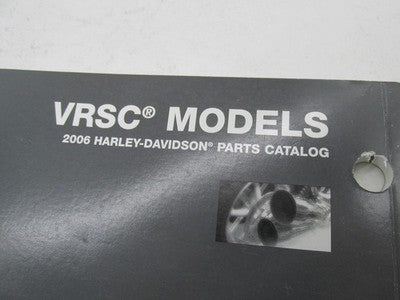 VRSC® MODELS
2006 HARLEY-DAVIDSON® PARTS CATALOG